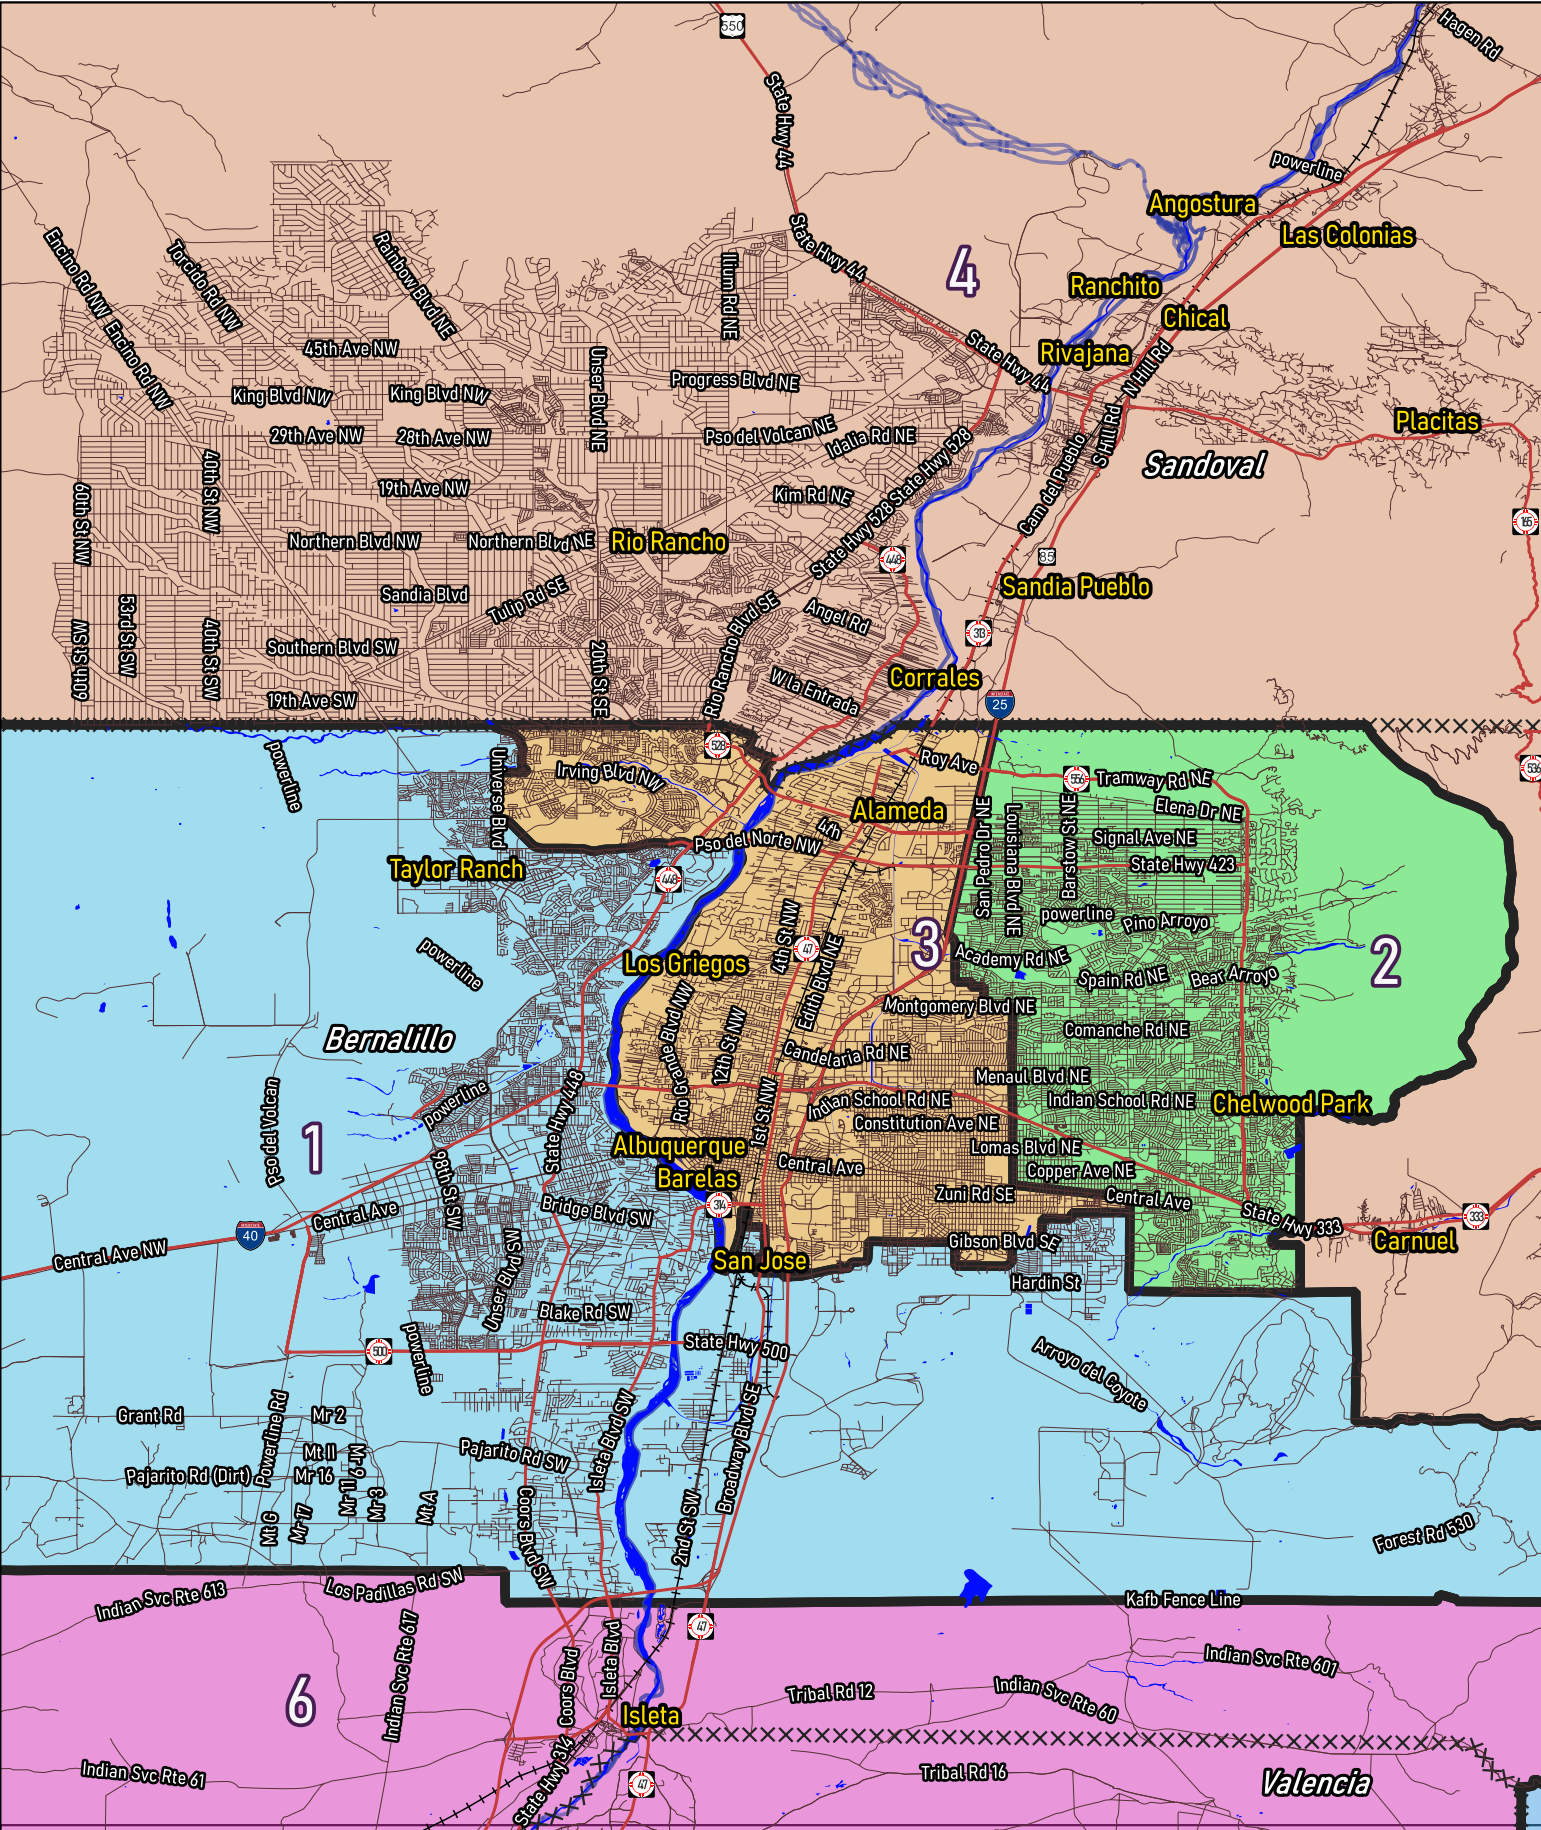 550
Hagen Rd
State Hwy 44
powerline
Angostura
Las Colonias
State Hwy 44
Encino Rd NW
Torcido Rd NW
Rainbow Blvd NE
Ilium Rd NE
4
Ranchito
Chical
Encino Rd NW
45th Ave NW
Unser Blvd NE
State Hwy 44
Rivajana
N Hill Rd
King Blvd NW
King Blvd NW
Progress Blvd NE
Placitas
29th Ave NW
28th Ave NW
Pso del Volcan NE
Idalia Rd NE
S Hill Rd
Sandoval
40th St NW
19th Ave NW
Kim Rd NE
State Hwy 528
State Hwy 528
Cam del Pueblo
60th St NW
165
Northern Blvd NW
Northern Blvd NE
Rio Rancho
448
85
Sandia Pueblo
53rd St SW
Sandia Blvd
Tulip Rd SE
Angel Rd
313
60th St SW
40th St SW
Southern Blvd SW
20th St SE
Rio Rancho Blvd SE
W la Entrada
Corrales
19th Ave SW
25
powerline
Universe Blvd
528
Irving Blvd NW
Roy Ave
556
Tramway Rd NE
536
Elena Dr NE
Alameda
4th
San Pedro Dr NE
Louisiana Blvd NE
Barstow St NE
Signal Ave NE
Pso del Norte NW
State Hwy 423
Taylor Ranch
448
powerline
Pino Arroyo
powerline
4th St NW
47
3
Academy Rd NE
2
Los Griegos
Edith Blvd NE
Spain Rd NE
Bear Arroyo
Montgomery Blvd NE
Bernalillo
Rio Grande Blvd NW
12th St NW
Candelaria Rd NE
Comanche Rd NE
Pso del Volcan
powerline
State Hwy 448
Menaul Blvd NE
1st St NW
Indian School Rd NE
Indian School Rd NE
Chelwood Park
1
Constitution Ave NE
Albuquerque
Lomas Blvd NE
Barelas
Central Ave
Copper Ave NE
98th St SW
Zuni Rd SE
Central Ave
314
Central Ave
Bridge Blvd SW
State Hwy 333
333
Carnuel
40
Central Ave NW
Unser Blvd SW
San Jose
Gibson Blvd SE
Hardin St
Blake Rd SW
500
powerline
State Hwy 500
Arroyo del Coyote
Grant Rd
Mr 2
Powerline Rd
Isleta Blvd SW
Broadway Blvd SE
Mt II
Mr 9
Pajarito Rd SW
Pajarito Rd (Dirt)
Mr 16
Mr 11
Mr 3
Mt A
Mt G
Mr 17
Coors Blvd SW
2nd St SW
Forest Rd 530
Los Padillas Rd SW
Indian Svc Rte 613
Kafb Fence Line
47
Indian Svc Rte 617
Coors Blvd
Isleta Blvd
Indian Svc Rte 601
6
Tribal Rd 12
Indian Svc Rte 60
Isleta
Indian Svc Rte 61
State Hwy 314
47
Tribal Rd 16
Valencia